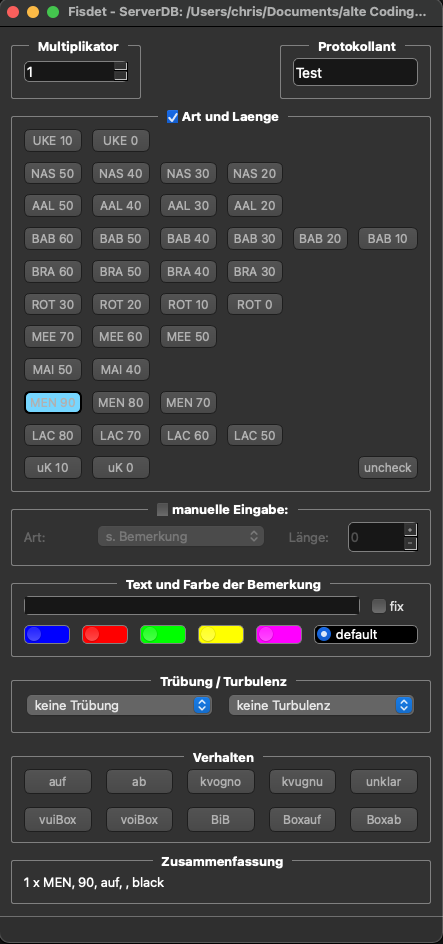 Fisdet - ServerDB: /Users/chris/Documents/alte Coding...
Multiplikator
Protokollant
1
Test
Art und Laenge
UKE 10 UKE 0
NAS 50 NAS 40 NAS 30 NAS 20
AAL 50 AAL 40 AAL 30 AAL 20
BAB 60 BAB 50 BAB 40 BAB 30 BAB 20 BAB 10
BRA 60 BRA 50 BRA 40 BRA 30
ROT 30 ROT 20 ROT 10 ROT 0
MEE 70 MEE 60 MEE 50
MAI 50 MAI 40
MEN 90 MEN 80 MEN 70
LAC 80 LAC 70 LAC 60 LAC 50
uK 10 uK 0 uncheck
manuelle Eingabe:
Art: s. Bemerkung Länge: 0
Text und Farbe der Bemerkung
fix
default
Trübung / Turbulenz
keine Trübung keine Turbulenz
Verhalten
auf ab kvogno kvugnu unklar
vuiBox voiBox BiB Boxauf Boxab
Zusammenfassung
1 x MEN, 90, auf, , black